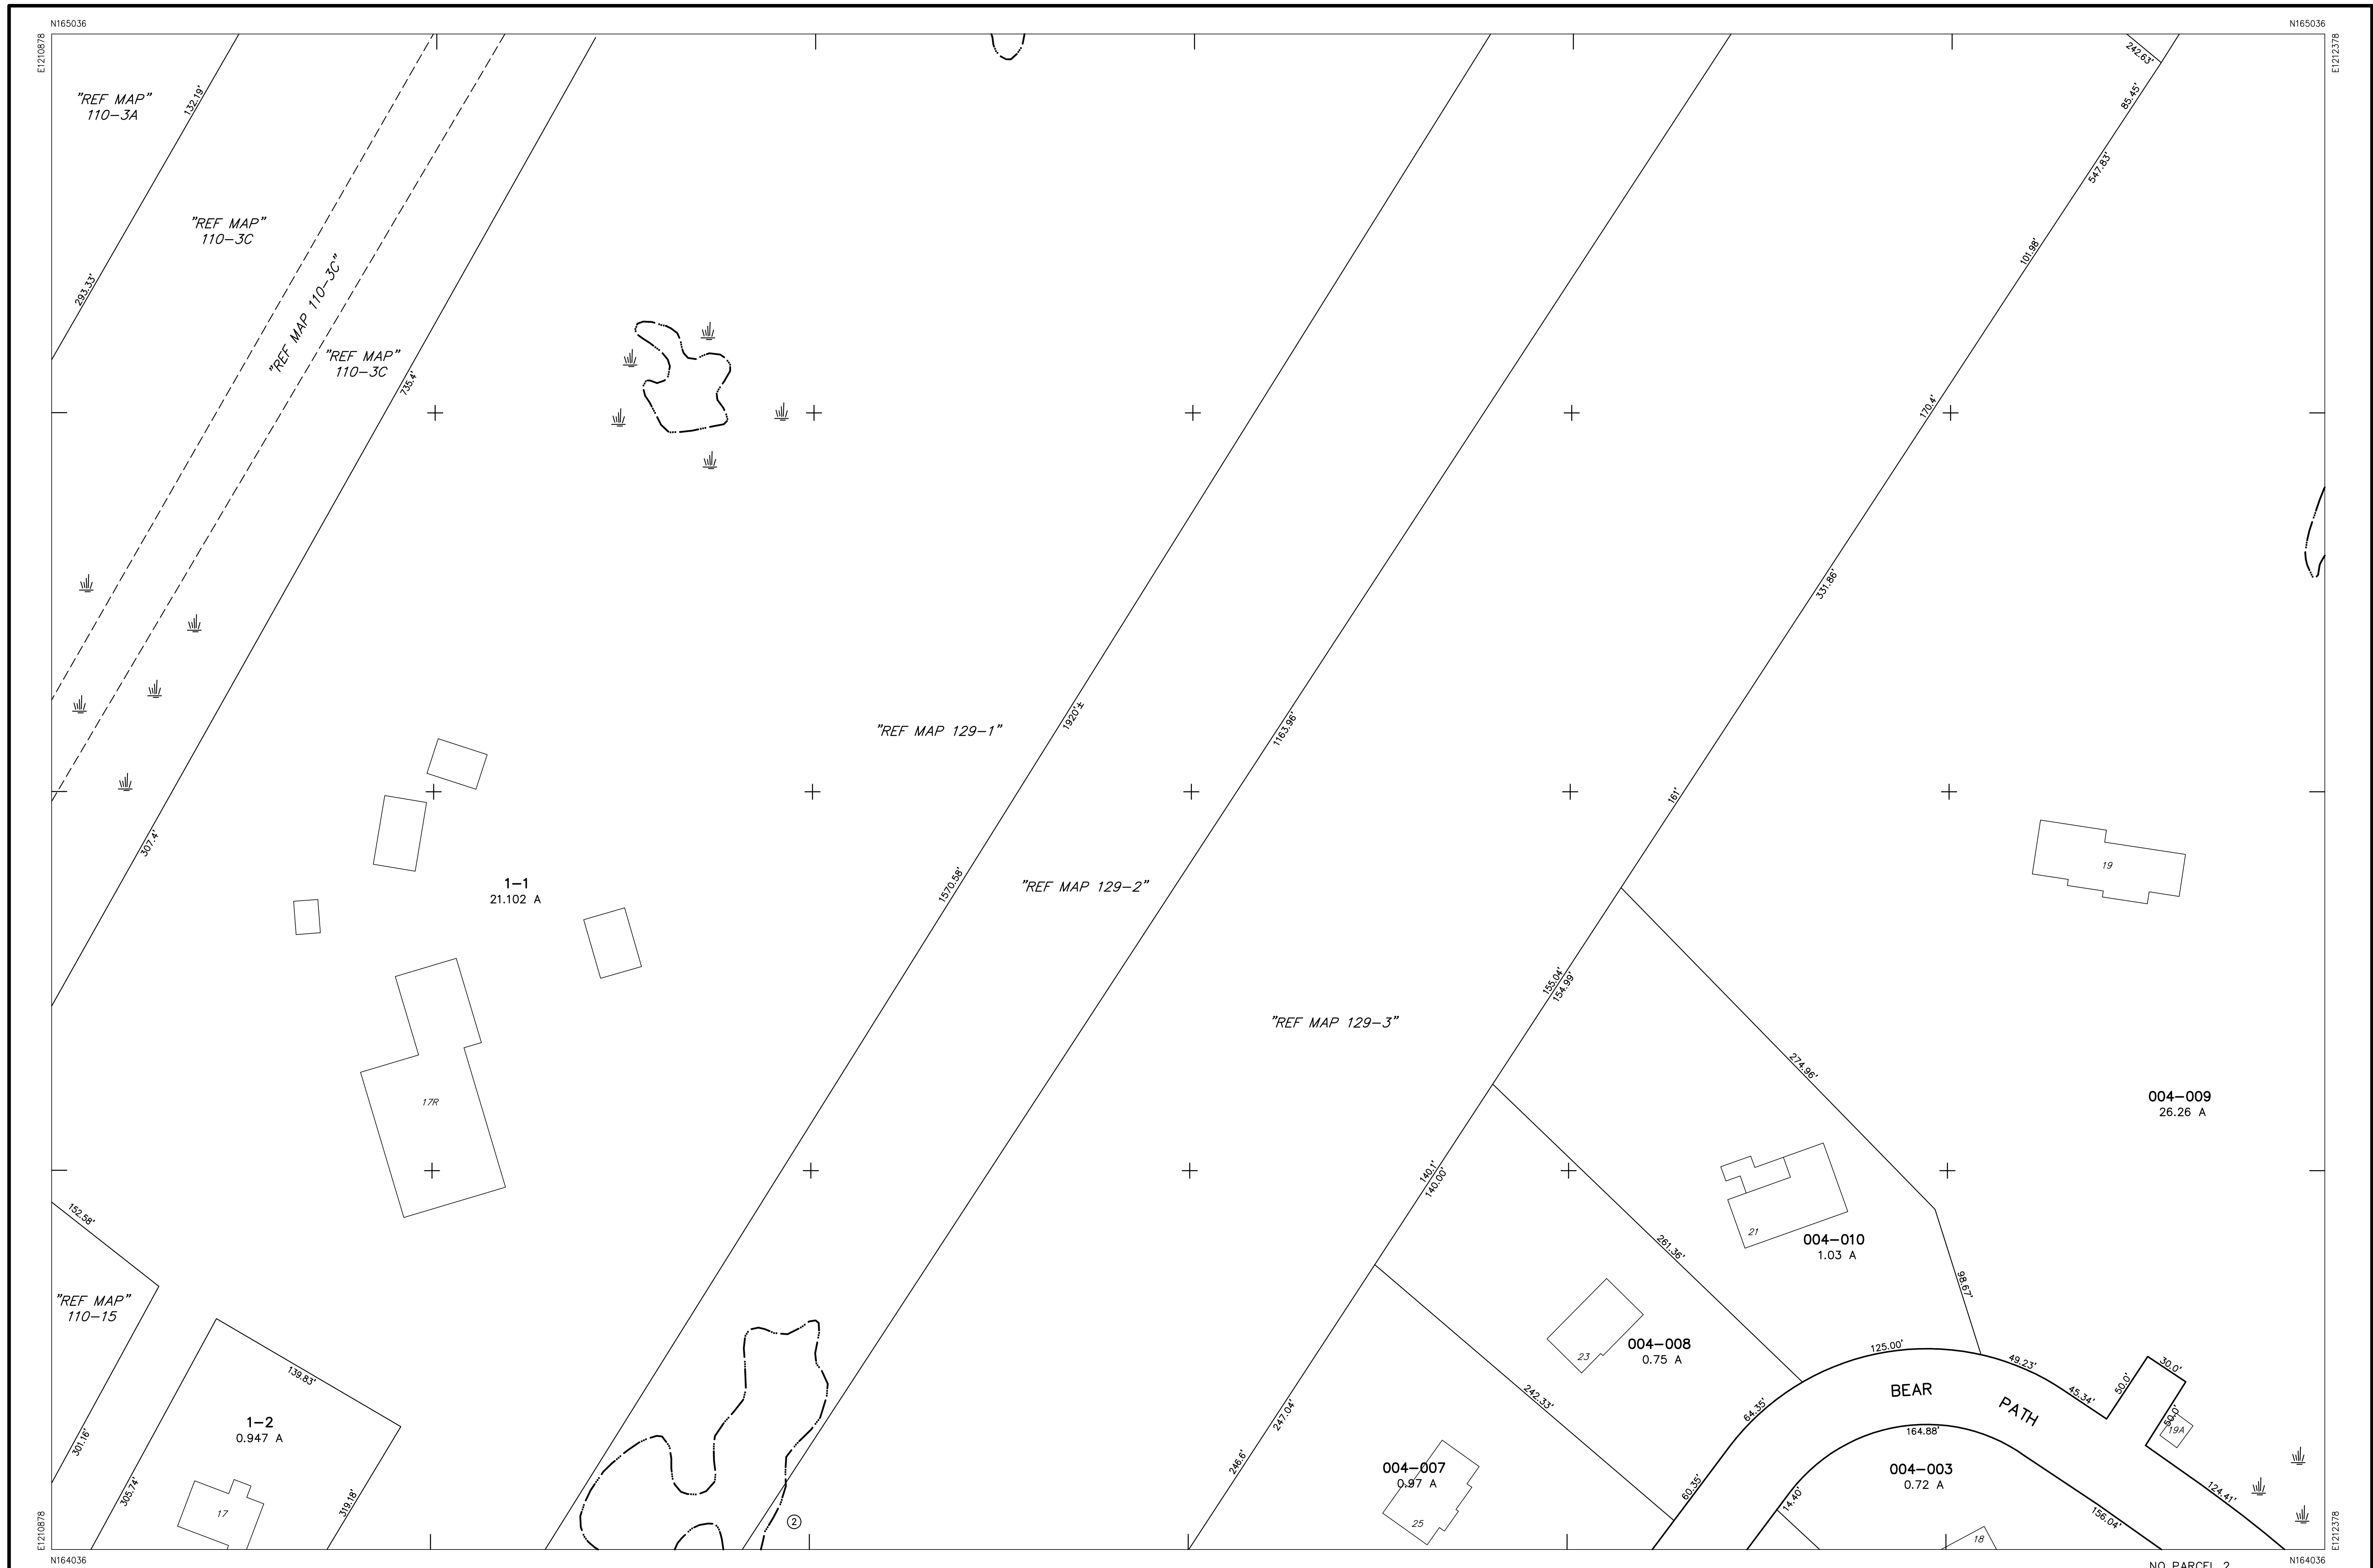 N165036
N165036
E1210878
E1212378
"REF MAP"
110-3A
132.19'
242.63'
85.45'
547.83'
"REF MAP"
110-3C
101.98'
293.33'
"REF MAP 110-3C"
"REF MAP"
110-3C
735.4'
170.4'
331.86'
1920'±
"REF MAP 129-1"
1163.96'
161'
307.4'
19
1-1
21.102 A
1570.58'
"REF MAP 129-2"
155.04'
154.99'
"REF MAP 129-3"
274.96'
17R
004-009
26.26 A
140.1'
140.00'
152.58'
21
004-010
1.03 A
261.36'
98.67'
"REF MAP"
110-15
23
004-008
0.75 A
125.00'
49.23'
30.0'
139.83'
BEAR
PATH
45.34'
50.0'
50.0'
242.33'
247.04'
64.35'
1-2
0.947 A
164.88'
19A
301.16'
246.6'
004-007
0.97 A
004-003
0.72 A
305.74'
319.18'
60.35'
14.40'
124.41'
17
2
25
156.04'
18
E1210878
E1212378
N164036
N164036
NO PARCEL 2